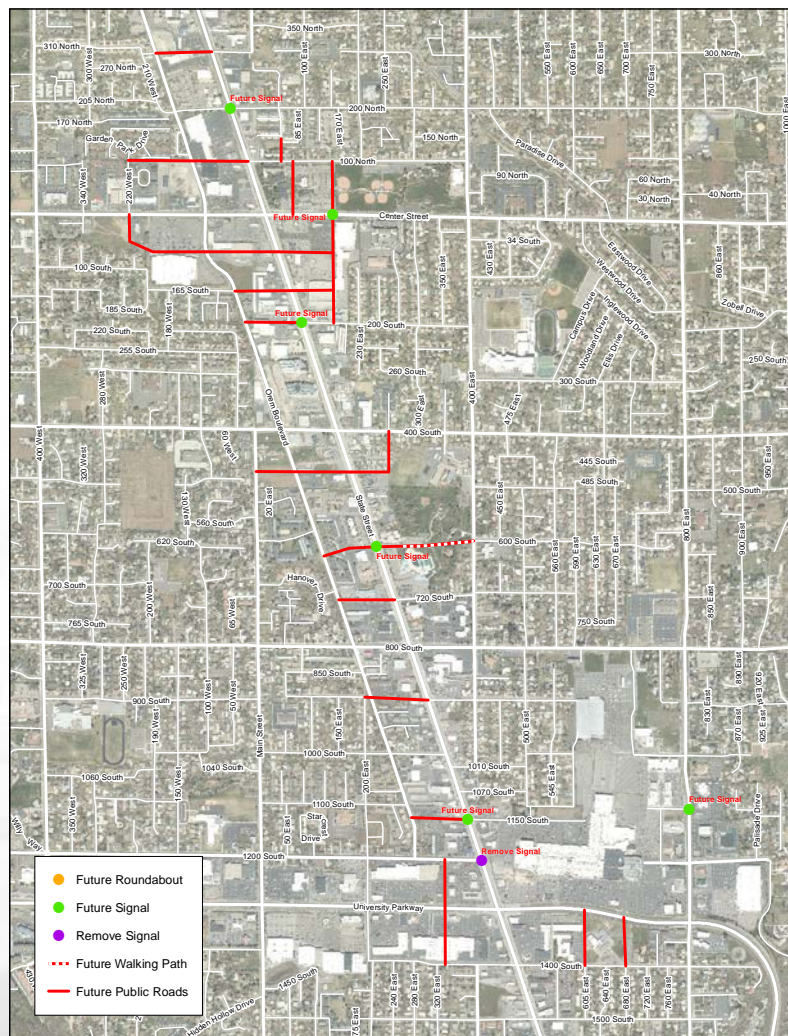 350 North
310 North
300 West
270 North
210 West
100 East
250 East
550 East
600 East
650 East
700 East
750 East
300 North
205 North
Future Signal
200 North
170 North
85 East
170 East
150 North
1000 East
Garden Park Drive
100 North
Paradise Drive
90 North
60 North
340 West
220 West
30 North
40 North
Future Signal
Center Street
34 South
Eastwood Drive
Westwood Drive
100 South
350 East
430 East
860 East
165 South
Campus Drive
Inglewood Drive
185 South
180 West
Future Signal
Zobell Drive
220 South
200 South
Woodland Drive
Elks Drive
255 South
230 East
250 South
280 West
260 South
300 East
400 East
300 South
475 East
Orem Boulevard
400 West
320 West
60 West
400 South
445 South
950 East
485 South
20 East
State Street
450 East
500 South
130 West
560 South
800 East
620 South
600 South
Future Signal
560 East
590 East
630 East
670 East
900 East
700 South
200 West
Hanover Drive
720 South
850 East
765 South
65 West
750 South
800 South
325 West
250 West
850 South
890 East
920 East
900 South
100 West
50 West
190 West
150 East
500 East
830 East
870 East
925 East
Main Street
1000 South
1010 South
1040 South
1060 South
150 West
200 East
1070 South
545 East
1100 South
Future Signal
Future Signal
350 West
50 East
Starcrest Drive
1150 South
Palisade Drive
1200 South
Remove Signal
University Parkway
Future Roundabout
Future Signal
Remove Signal
Future Walking Path
Future Public Roads
1400 South
1450 South
240 East
280 East
320 East
605 East
640 East
680 East
720 East
760 East
Hidden Hollow Drive
1500 South